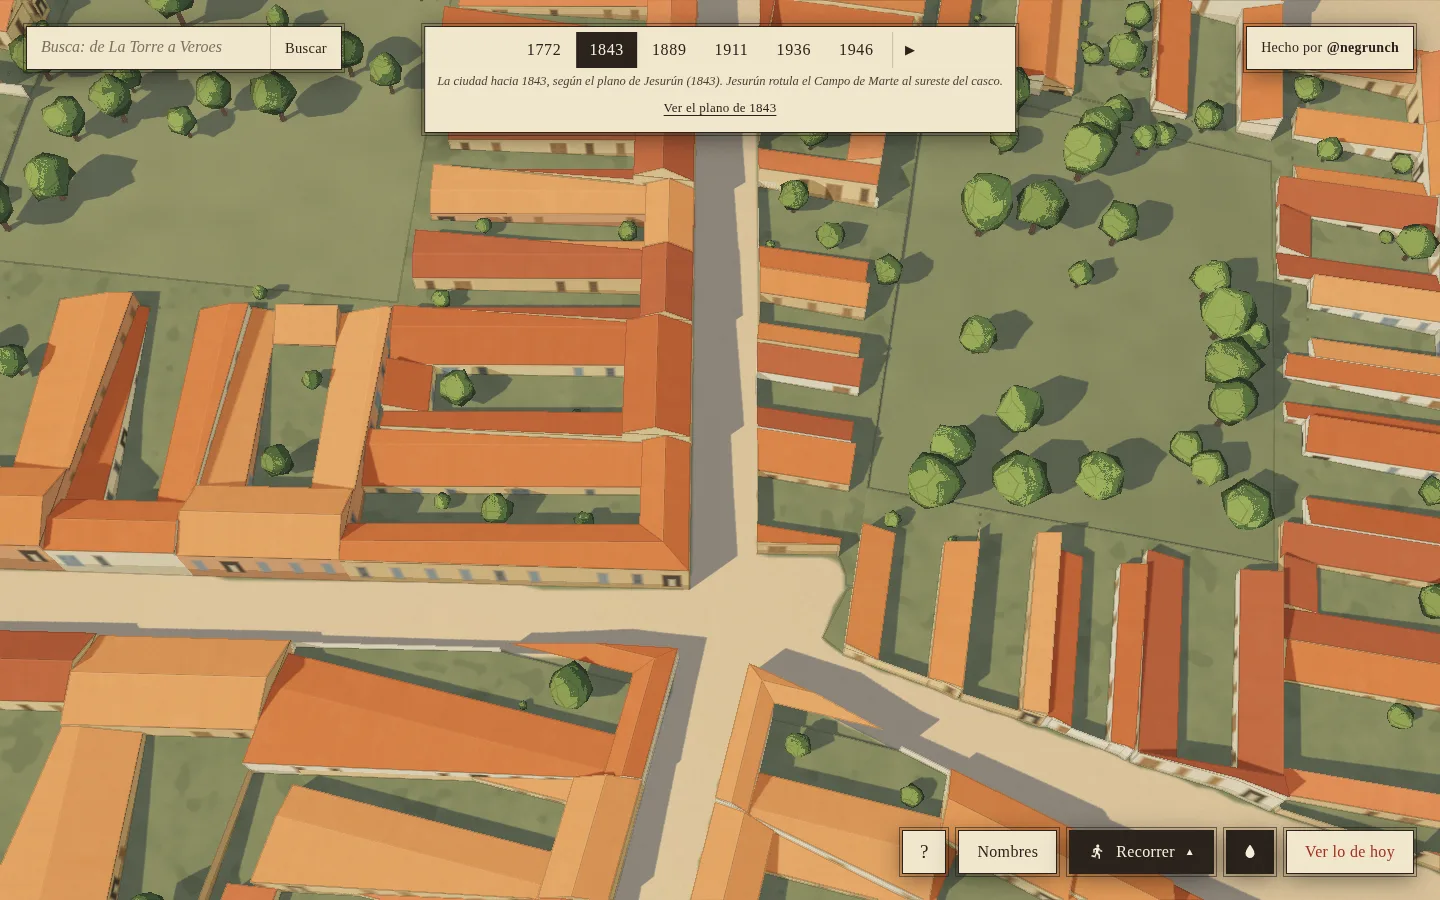 Busca: de La Torre a Veroes
Buscar
1772 1843 1889 1911 1936 1946 ▶
La ciudad hacia 1843, según el plano de Jesurún (1843). Jesurún rotula el Campo de Marte al sureste del casco.
Ver el plano de 1843
Hecho por @negrunch
?
Nombres
Recorrer ▲
Ver lo de hoy